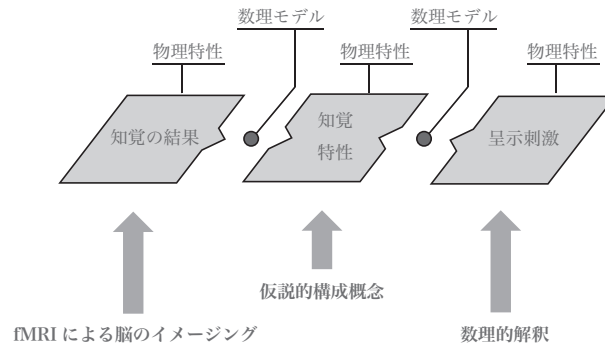 数理モデル
数理モデル
物理特性
物理特性
物理特性
知覚の結果
知覚
特性
呈示刺激
仮説的構成概念
fMRI による脳のイメージング
数理的解釈